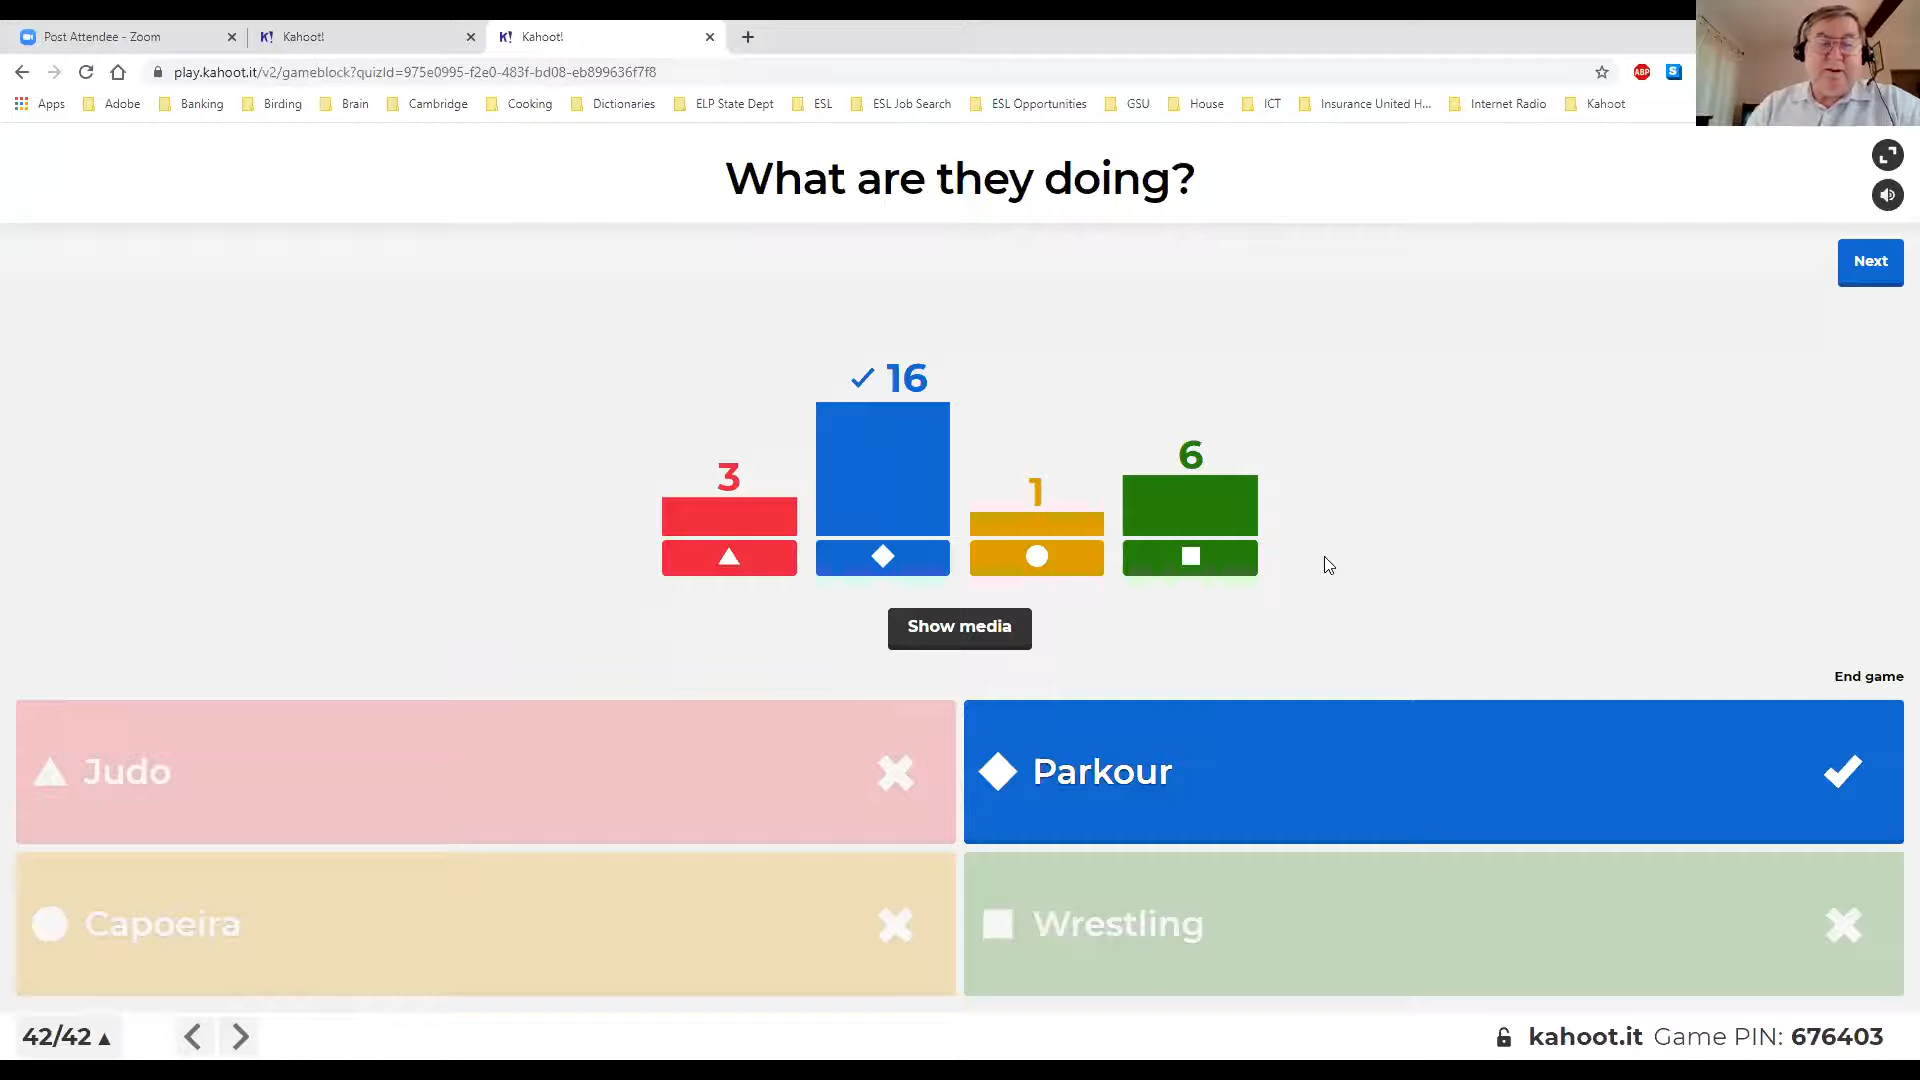 Post Attendee - Zoom
K! Kahoot!
K! Kahoot!
play.kahoot.it/v2/gameblock?quizId=975e0995-f2e0-483f-bd08-eb899636f7f8
ABP
S
Apps Adobe Banking Birding Brain Cambridge Cooking Dictionaries ELP State Dept ESL ESL Job Search ESL Opportunities GSU House ICT Insurance United H... Internet Radio Kahoot
What are they doing?
Next
3
16
1
6
Show media
End game
Judo
Parkour
Capoeira
Wrestling
42/42
kahoot.it Game PIN: 676403